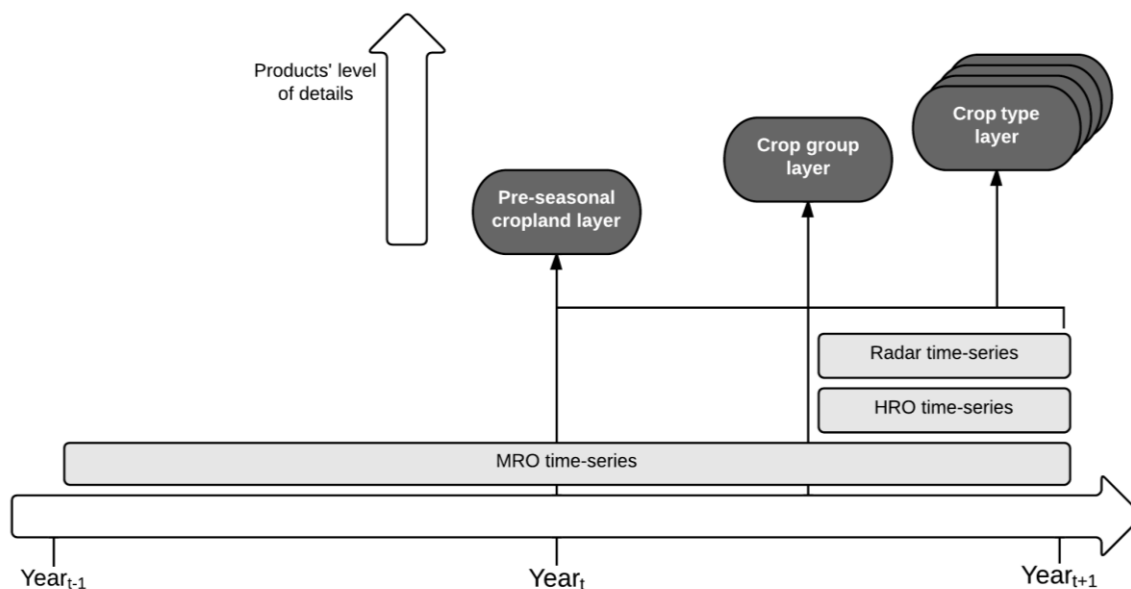 Products' level
of details
Pre-seasonal
cropland layer
Crop group
layer
Crop type
layer
Radar time-series
HRO time-series
MRO time-series
Yearₜ₋₁
Yearₜ
Yearₜ₊₁